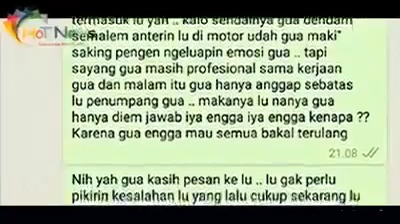 HOT News
termasuk lu yah .. kalo sendainya gua dendam
semalem anterin lu di motor udah gua maki"
saking pengen ngeluapin emosi gua .. tapi
sayang gua masih profesional sama kerjaan
gua dan malam itu gua hanya anggap sebatas
lu penumpang gua .. makanya lu nanya gua
hanya diem jawab iya engga iya engga kenapa ??
Karena gua engga mau semua bakal terulang
21.08
Nih yah gua kasih pesan ke lu .. lu gak perlu
pikirin kesalahan lu yang lalu cukup sekarang lu